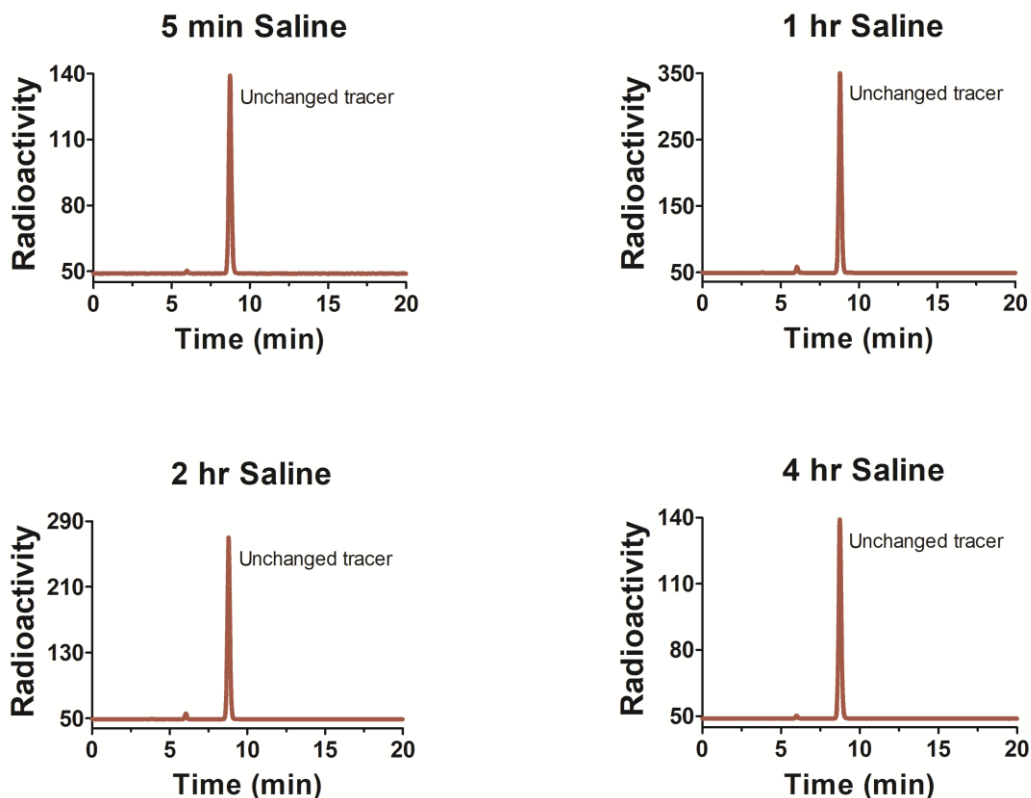 5 min Saline
140
110
80
50
Radioactivity
Unchanged tracer
0 5 10 15 20
Time (min)
1 hr Saline
350
250
150
50
Radioactivity
Unchanged tracer
0 5 10 15 20
Time (min)
2 hr Saline
290
210
130
50
Radioactivity
Unchanged tracer
0 5 10 15 20
Time (min)
4 hr Saline
140
110
80
50
Radioactivity
Unchanged tracer
0 5 10 15 20
Time (min)